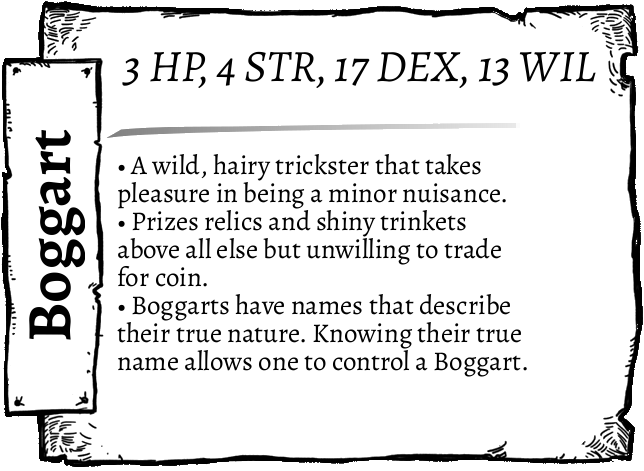 Boggart
3 HP, 4 STR, 17 DEX, 13 WIL
• A wild, hairy trickster that takes
pleasure in being a minor nuisance.
• Prizes relics and shiny trinkets
above all else but unwilling to trade
for coin.
• Boggarts have names that describe
their true nature. Knowing their true
name allows one to control a Boggart.